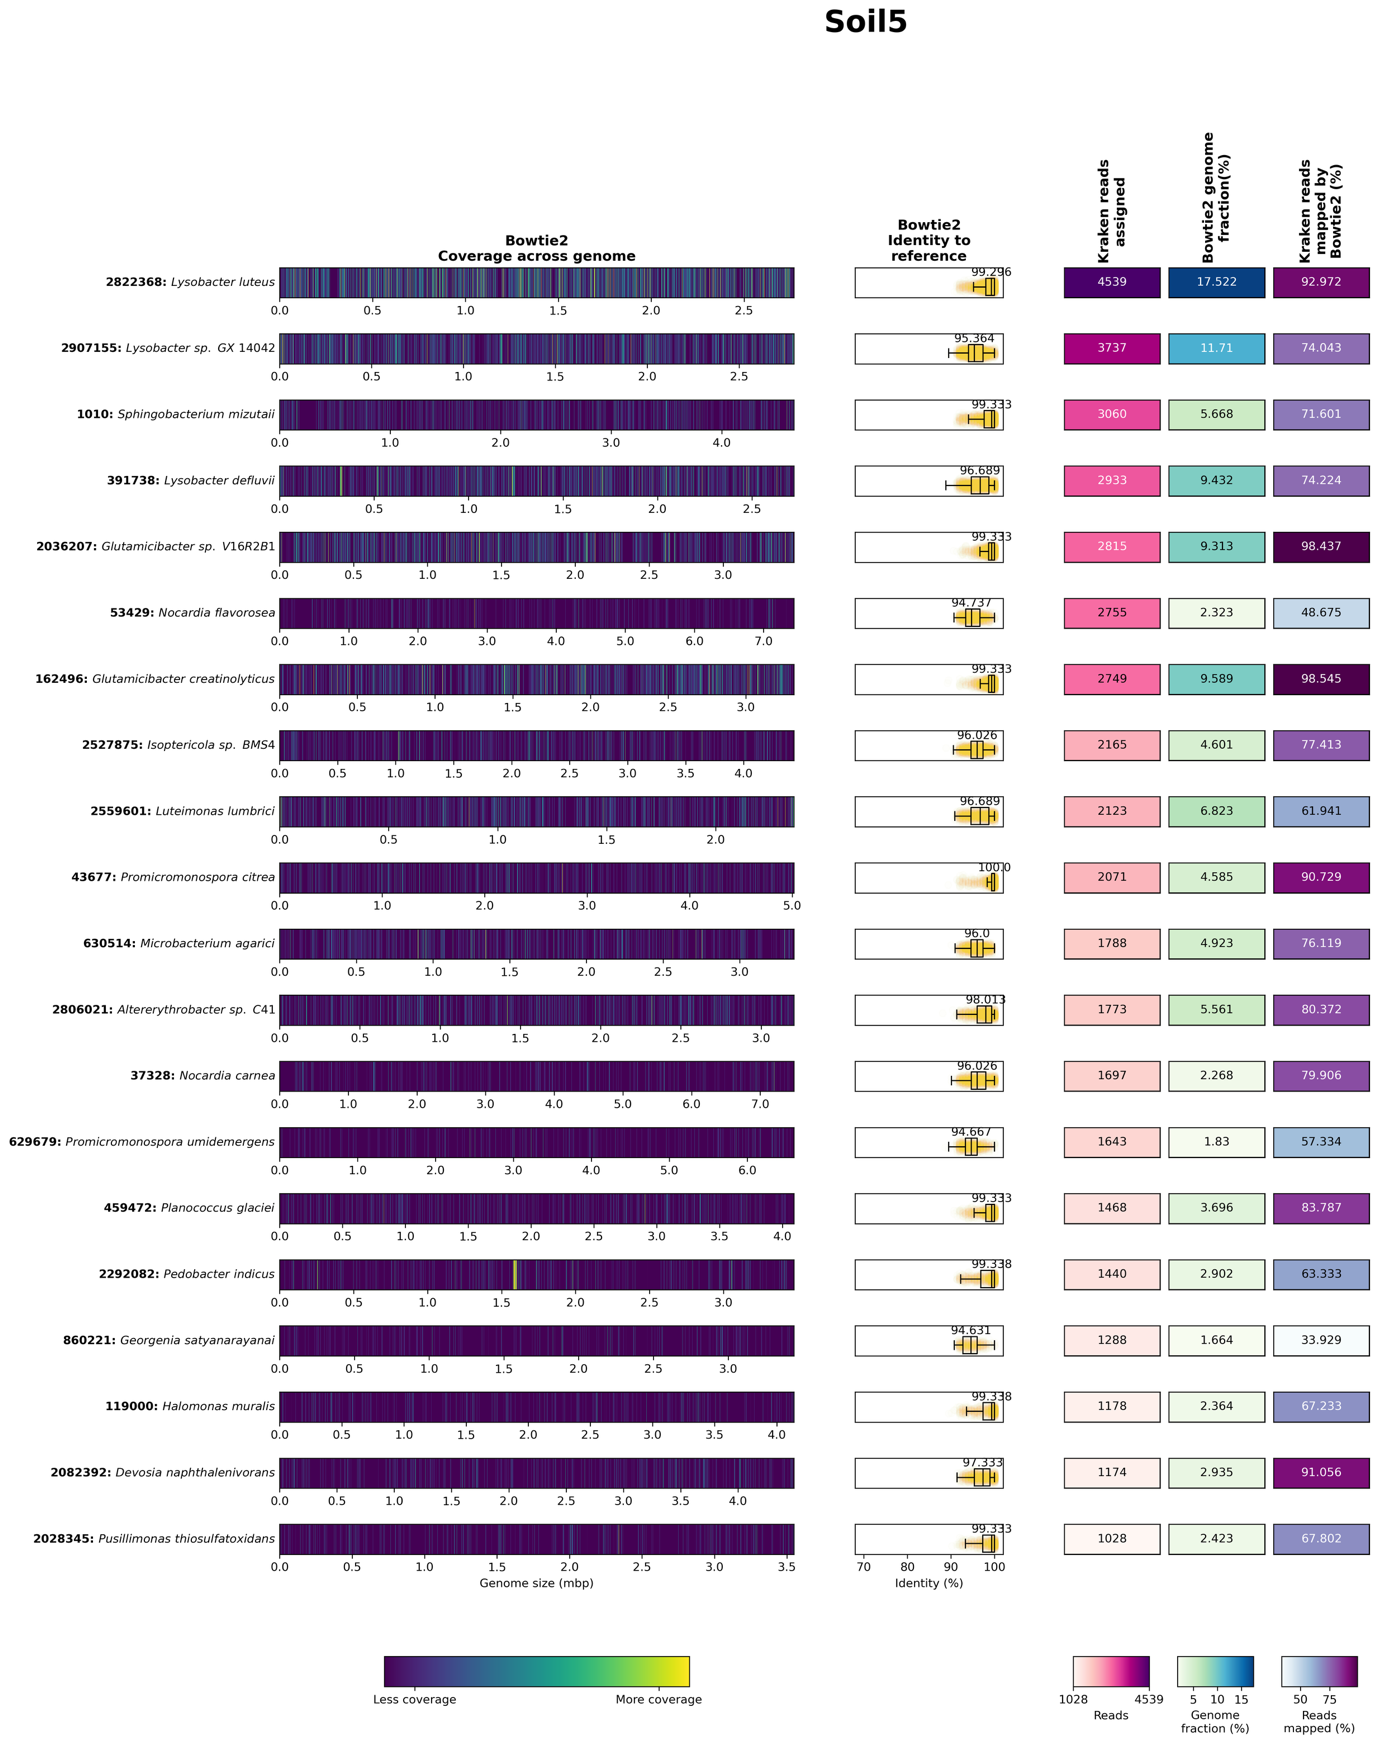 Soil5
Bowtie2
Coverage across genome
Bowtie2
Identity to
reference
Kraken reads
assigned
Bowtie2 genome
fraction(%)
Kraken reads
mapped by
Bowtie2 (%)
2822368: Lysobacter luteus
0.0 0.5 1.0 1.5 2.0 2.5
99.296
4539 17.522 92.972
2907155: Lysobacter sp. GX 14042
0.0 0.5 1.0 1.5 2.0 2.5
95.364
3737 11.71 74.043
1010: Sphingobacterium mizutaii
0.0 1.0 2.0 3.0 4.0
99.333
3060 5.668 71.601
391738: Lysobacter defluvii
0.0 0.5 1.0 1.5 2.0 2.5
96.689
2933 9.432 74.224
2036207: Glutamicibacter sp. V16R2B1
0.0 0.5 1.0 1.5 2.0 2.5 3.0
99.333
2815 9.313 98.437
53429: Nocardia flavorosea
0.0 1.0 2.0 3.0 4.0 5.0 6.0 7.0
94.737
2755 2.323 48.675
162496: Glutamicibacter creatinolyticus
0.0 0.5 1.0 1.5 2.0 2.5 3.0
99.333
2749 9.589 98.545
2527875: Isoptericola sp. BMS4
0.0 0.5 1.0 1.5 2.0 2.5 3.0 3.5 4.0
96.026
2165 4.601 77.413
2559601: Luteimonas lumbrici
0.0 0.5 1.0 1.5 2.0
96.689
2123 6.823 61.941
43677: Promicromonospora citrea
0.0 1.0 2.0 3.0 4.0 5.0
100.0
2071 4.585 90.729
630514: Microbacterium agarici
0.0 0.5 1.0 1.5 2.0 2.5 3.0
96.0
1788 4.923 76.119
2806021: Altererythrobacter sp. C41
0.0 0.5 1.0 1.5 2.0 2.5 3.0
98.013
1773 5.561 80.372
37328: Nocardia carnea
0.0 1.0 2.0 3.0 4.0 5.0 6.0 7.0
96.026
1697 2.268 79.906
629679: Promicromonospora umidemergens
0.0 1.0 2.0 3.0 4.0 5.0 6.0
94.667
1643 1.83 57.334
459472: Planococcus glaciei
0.0 0.5 1.0 1.5 2.0 2.5 3.0 3.5 4.0
99.333
1468 3.696 83.787
2292082: Pedobacter indicus
0.0 0.5 1.0 1.5 2.0 2.5 3.0
99.338
1440 2.902 63.333
860221: Georgenia satyanarayanai
0.0 0.5 1.0 1.5 2.0 2.5 3.0
94.631
1288 1.664 33.929
119000: Halomonas muralis
0.0 0.5 1.0 1.5 2.0 2.5 3.0 3.5 4.0
99.338
1178 2.364 67.233
2082392: Devosia naphthalenivorans
0.0 0.5 1.0 1.5 2.0 2.5 3.0 3.5 4.0
97.333
1174 2.935 91.056
2028345: Pusillimonas thiosulfatoxidans
0.0 0.5 1.0 1.5 2.0 2.5 3.0 3.5
Genome size (mbp)
99.333
70 80 90 100
Identity (%)
1028 2.423 67.802
Less coverage More coverage
1028 4539
Reads
5 10 15
Genome
fraction (%)
50 75
Reads
mapped (%)